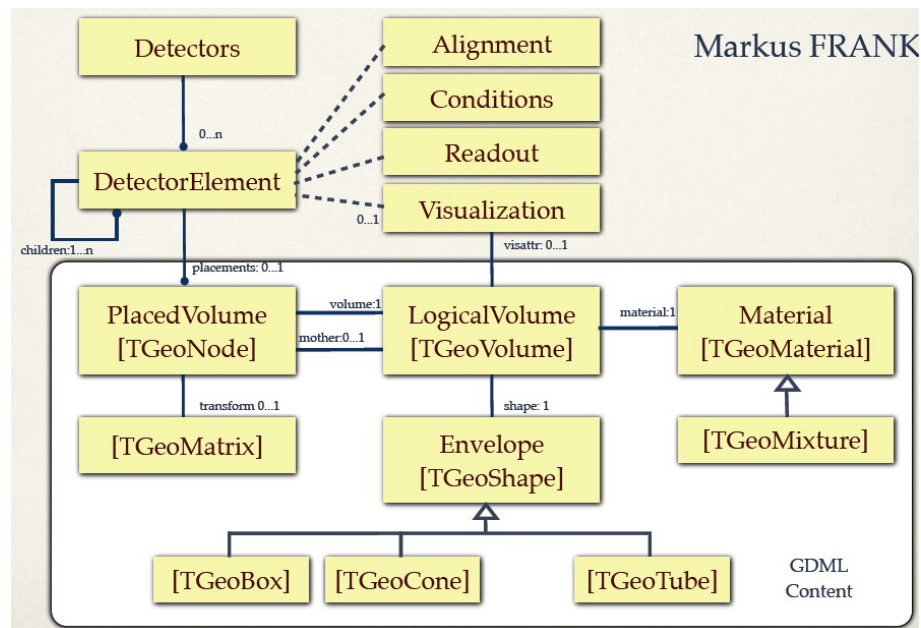 Detectors
Alignment
Markus FRANK
Conditions
0...n
Readout
DetectorElement
Visualization
0...1
children:1...n
placements: 0...1
visattr: 0...1
PlacedVolume
[TGeoNode]
volume:1
mother:0...1
LogicalVolume
[TGeoVolume]
material:1
Material
[TGeoMaterial]
transform 0...1
shape: 1
[TGeoMatrix]
Envelope
[TGeoShape]
[TGeoMixture]
[TGeoBox]
[TGeoCone]
[TGeoTube]
GDML
Content